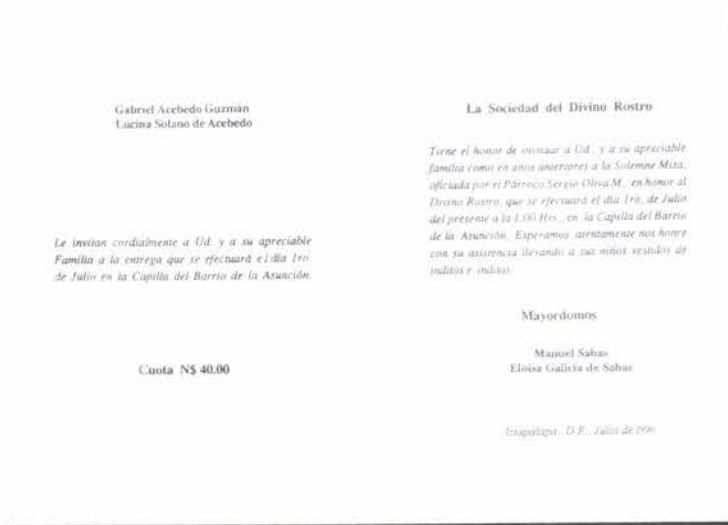 Gabriel Acebedo Guzmán
Lucina Solano de Acebedo
Le invitan cordialmente a Ud. y a su apreciable
Familia a la entrega que se efectuará el día 1ro.
de Julio en la Capilla del Barrio de la Asunción.
Cuota N$ 40.00
La Sociedad del Divino Rostro
Tiene el honor de invitar a Ud. y a su apreciable
familia como en años anteriores a la Solemne Misa,
oficiada por el Párroco Sergio Oliva M., en honor al
Divino Rostro, que se efectuará el día 1ro. de Julio
del presente a la 1.00 Hrs., en la Capilla del Barrio
de la Asunción. Esperamos atentamente nos honre
con su asistencia llevando a sus niños vestidos de
inditos e inditas.
Mayordomos
Manuel Sabas
Eloisa Galicia de Sabas
Iztapalapa, D.F., Julio de